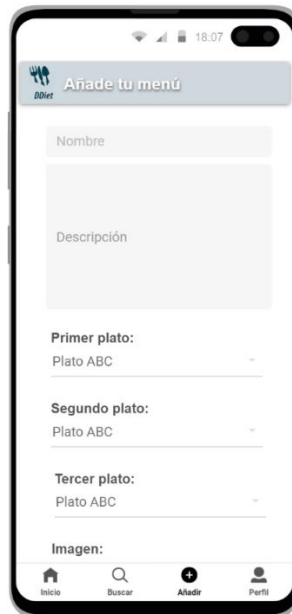 18:07
DDiet
Añade tu menú
Nombre
Descripción
Primer plato:
Plato ABC
Segundo plato:
Plato ABC
Tercer plato:
Plato ABC
Imagen:
Inicio Buscar Añadir Perfil